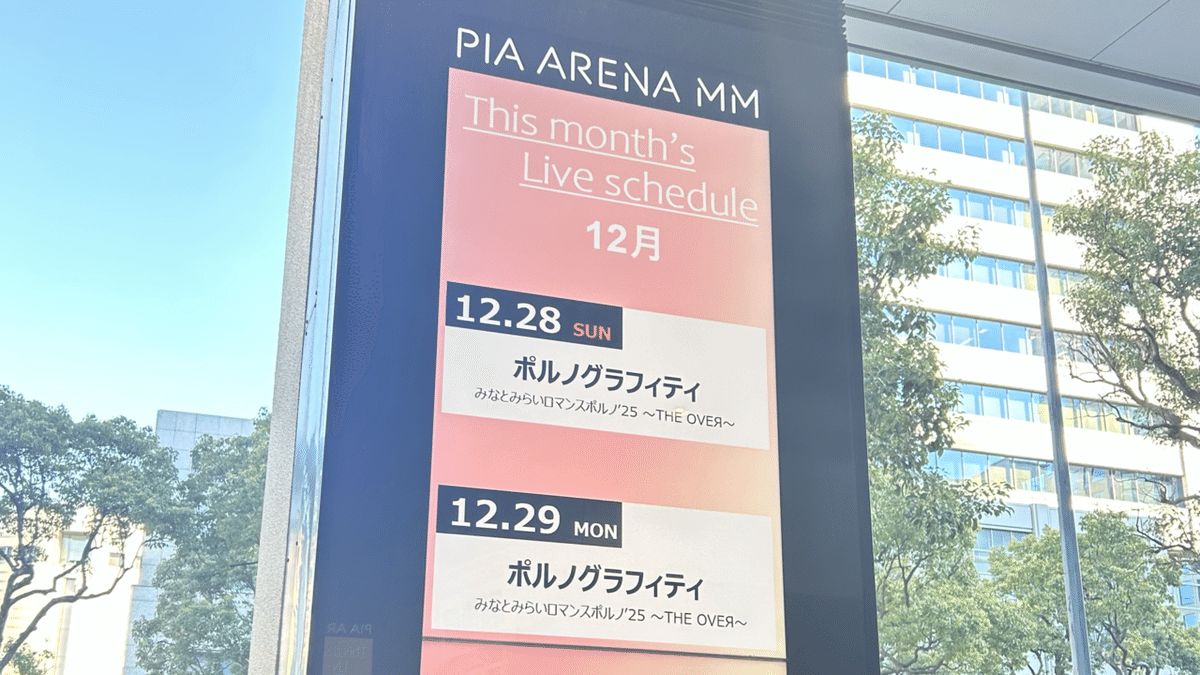 PIA ARENA MM
This month's
Live schedule
12月
12.28 SUN
ポルノグラフィティ
みなとみらいロマンスポルノ'25 ～THE OVEЯ～
12.29 MON
ポルノグラフィティ
みなとみらいロマンスポルノ'25 ～THE OVEЯ～
PIA AR